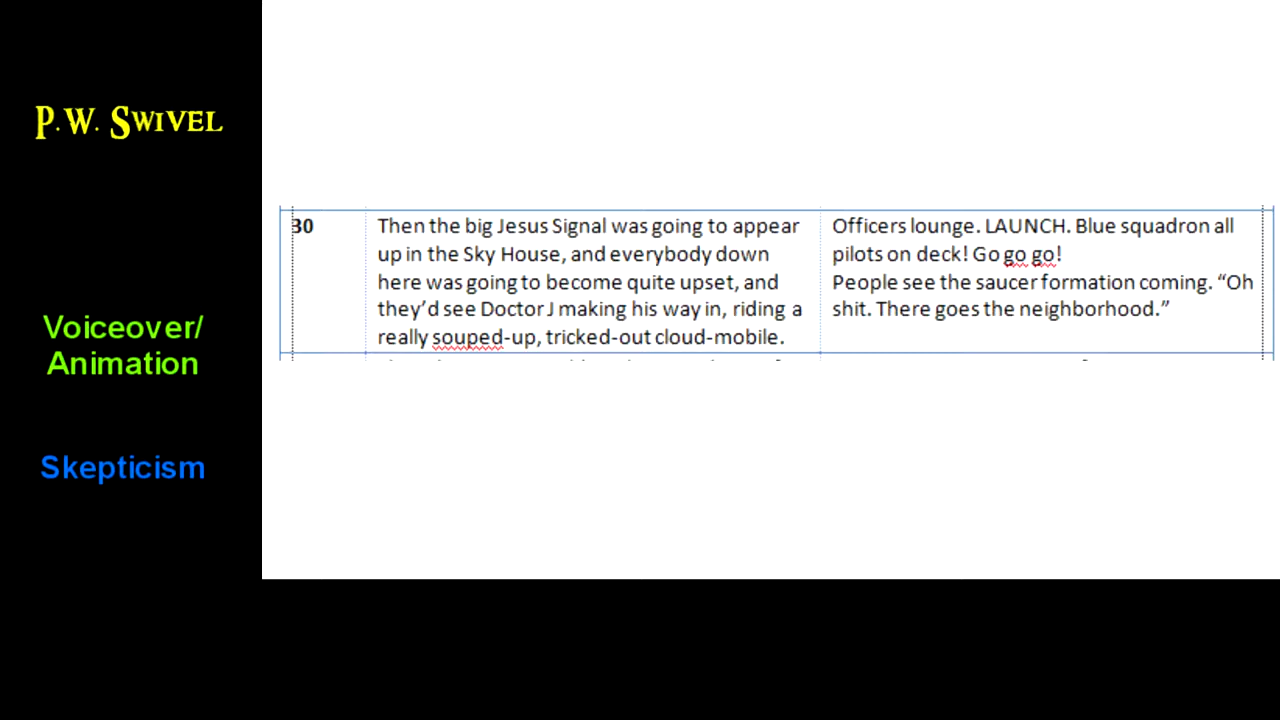 P.W. Swivel
Voiceover/
Animation
Skepticism
30
Then the big Jesus Signal was going to appear
up in the Sky House, and everybody down
here was going to become quite upset, and
they’d see Doctor J making his way in, riding a
really souped-up, tricked-out cloud-mobile.
Officers lounge. LAUNCH. Blue squadron all
pilots on deck! Go go go!
People see the saucer formation coming. “Oh
shit. There goes the neighborhood.”